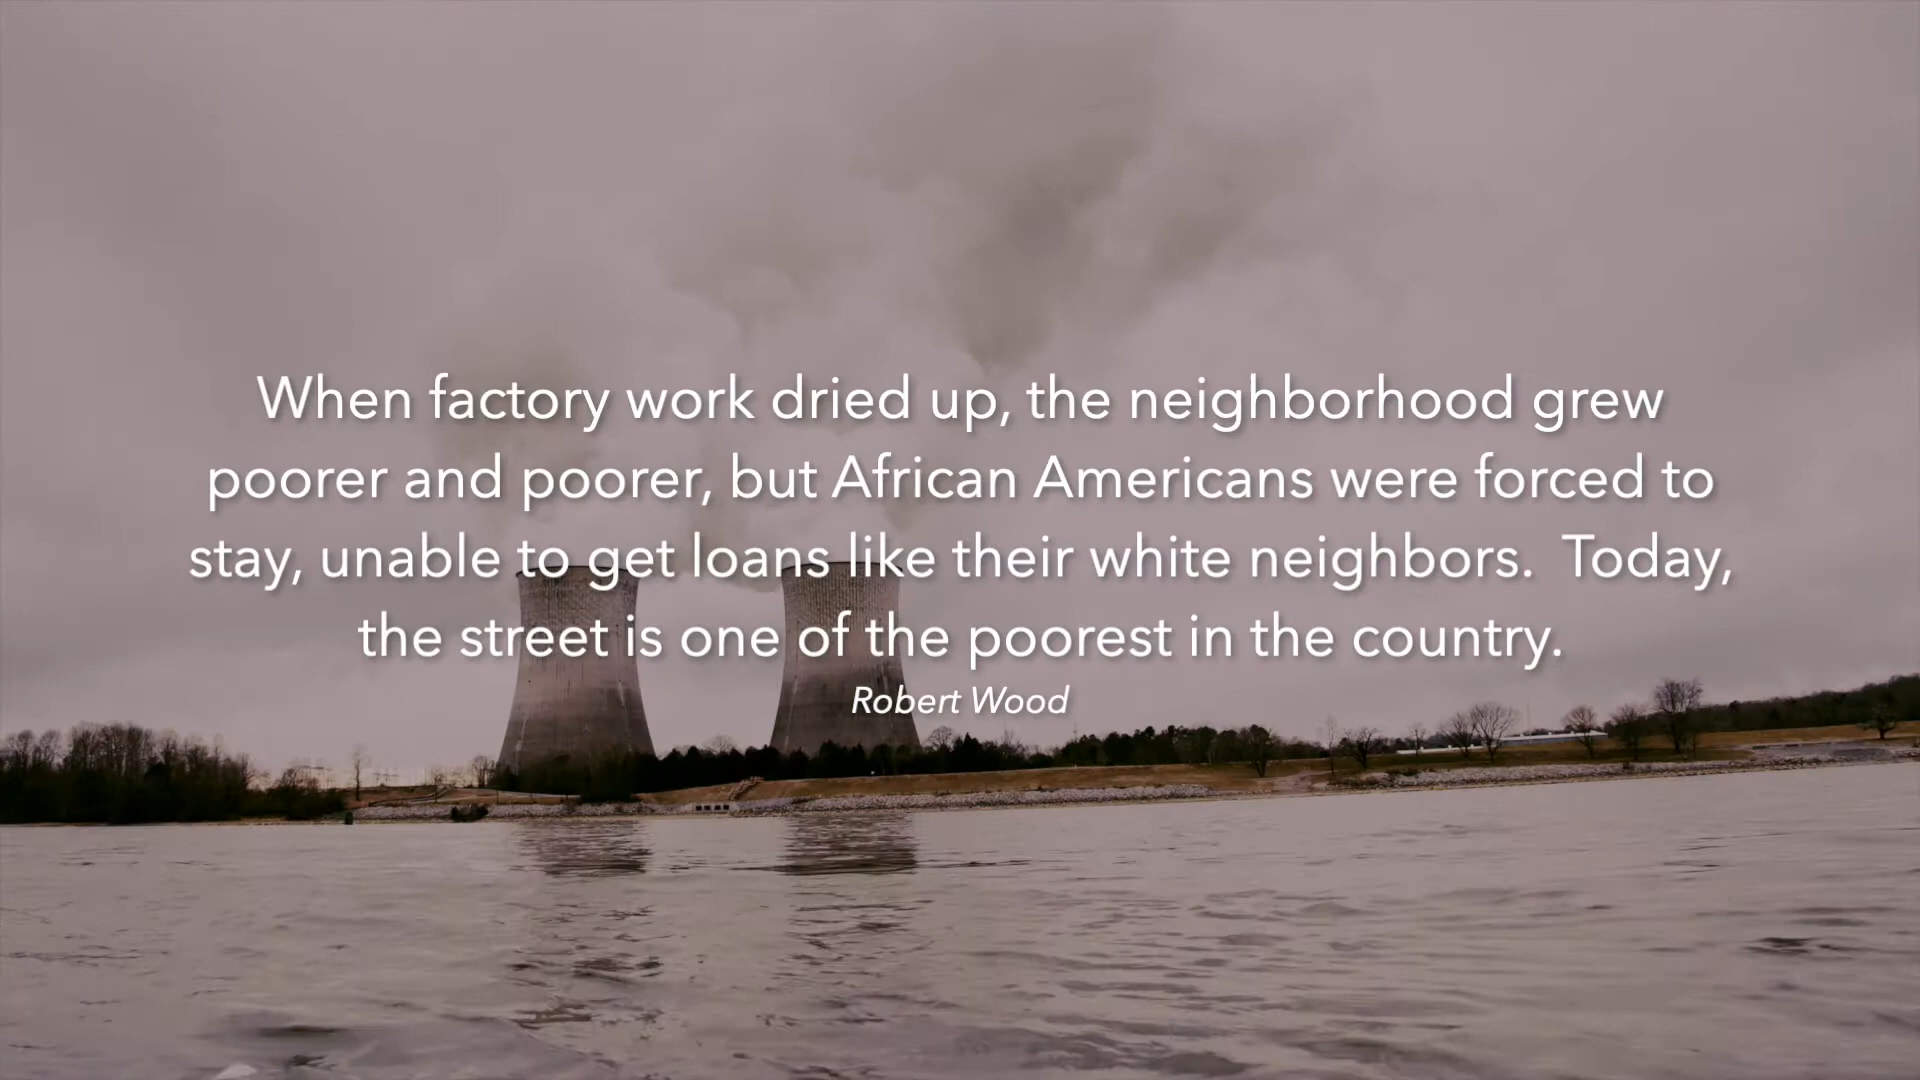 When factory work dried up, the neighborhood grew
poorer and poorer, but African Americans were forced to
stay, unable to get loans like their white neighbors.  Today,
the street is one of the poorest in the country.
Robert Wood